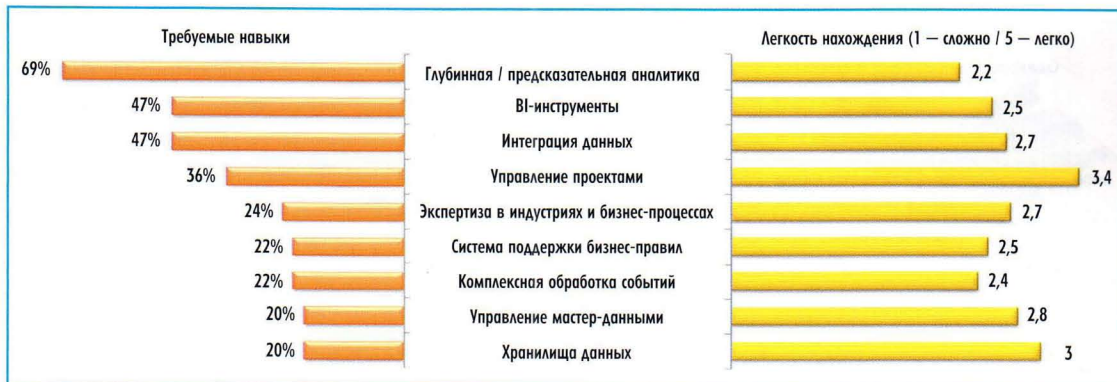 Требуемые навыки
Легкость нахождения (1 — сложно / 5 — легко)
69%
Глубинная / предсказательная аналитика
2,2
47%
BI-инструменты
2,5
47%
Интеграция данных
2,7
36%
Управление проектами
3,4
24%
Экспертиза в индустриях и бизнес-процессах
2,7
22%
Система поддержки бизнес-правил
2,5
22%
Комплексная обработка событий
2,4
20%
Управление мастер-данными
2,8
20%
Хранилища данных
3